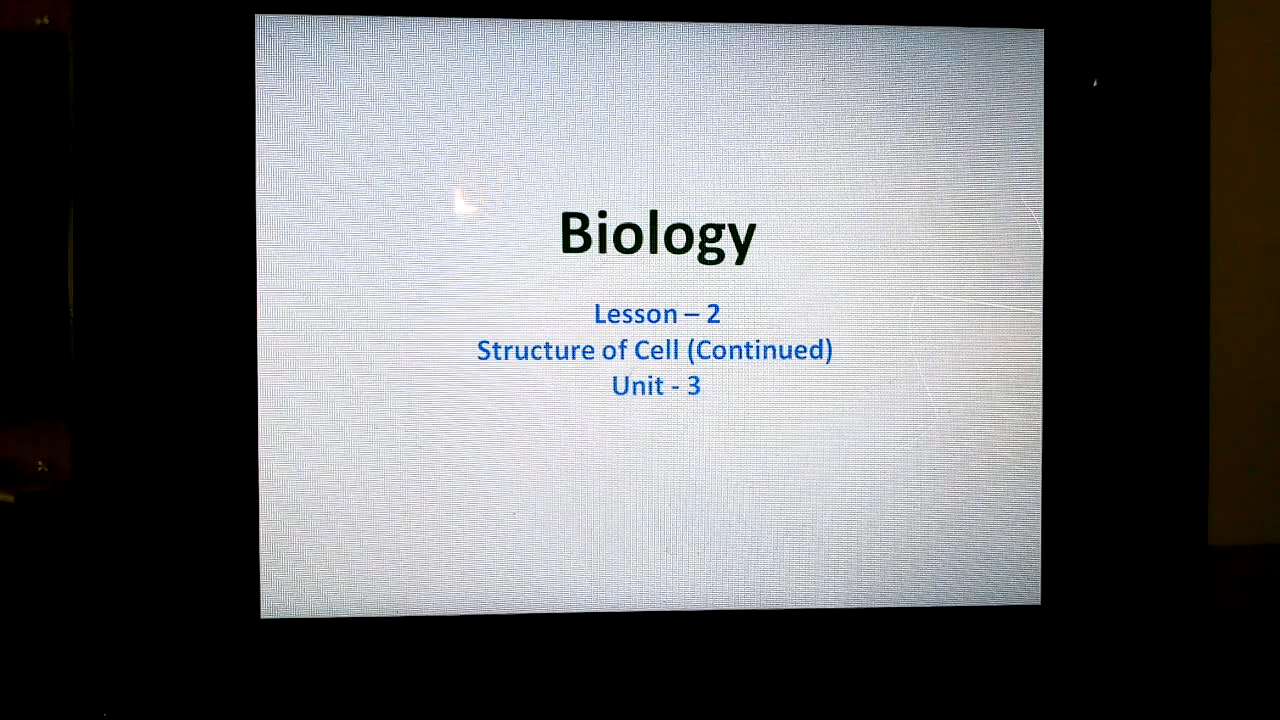 Biology
Lesson – 2
Structure of Cell (Continued)
Unit - 3